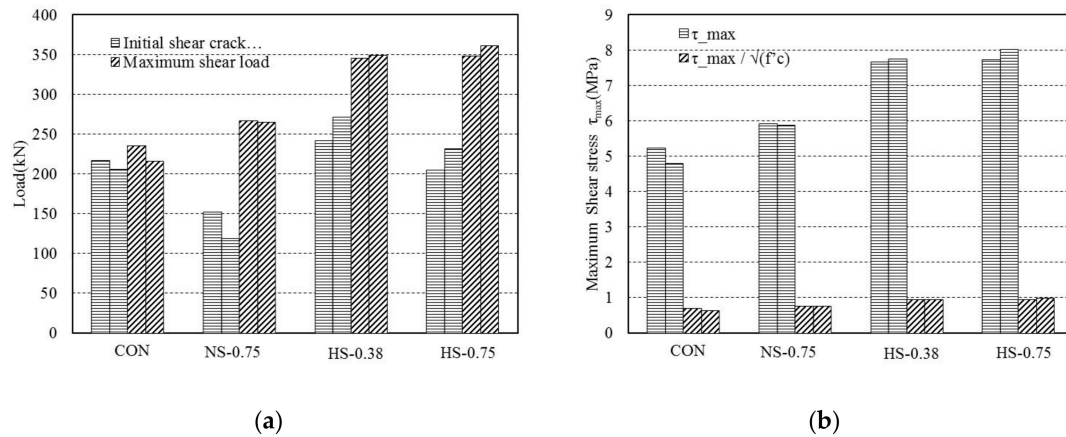 400
350
300
250
200
150
100
50
0
Load(kN)
Initial shear crack…
Maximum shear load
CON
NS-0.75
HS-0.38
HS-0.75
(a)
9
8
7
6
5
4
3
2
1
0
Maximum Shear stress τmax(MPa)
τ_max
τ_max / √(f'c)
CON
NS-0.75
HS-0.38
HS-0.75
(b)